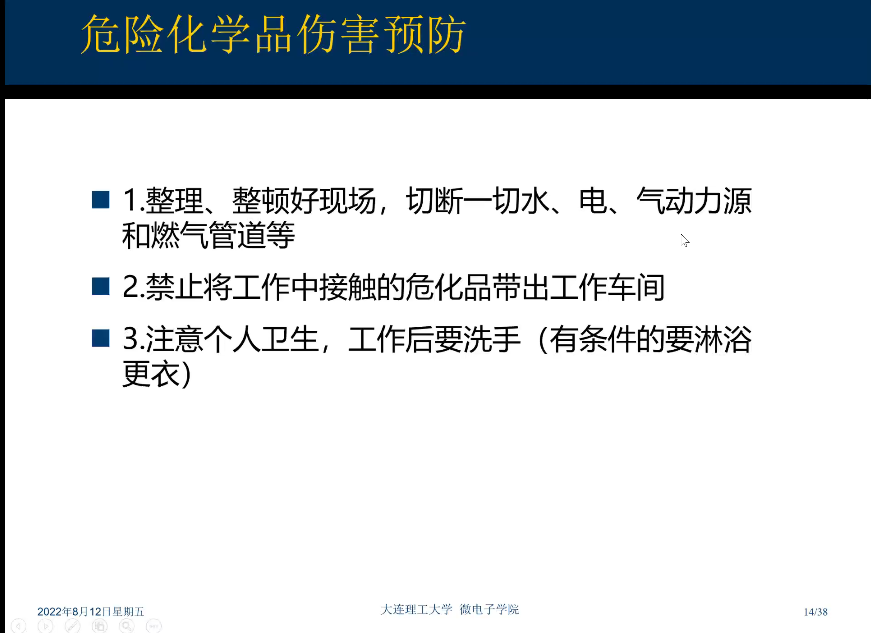 危险化学品伤害预防
1.整理、整顿好现场，切断一切水、电、气动力源
和燃气管道等
2.禁止将工作中接触的危化品带出工作车间
3.注意个人卫生，工作后要洗手（有条件的要淋浴
更衣）
2022年8月12日星期五
大连理工大学 微电子学院
14/38